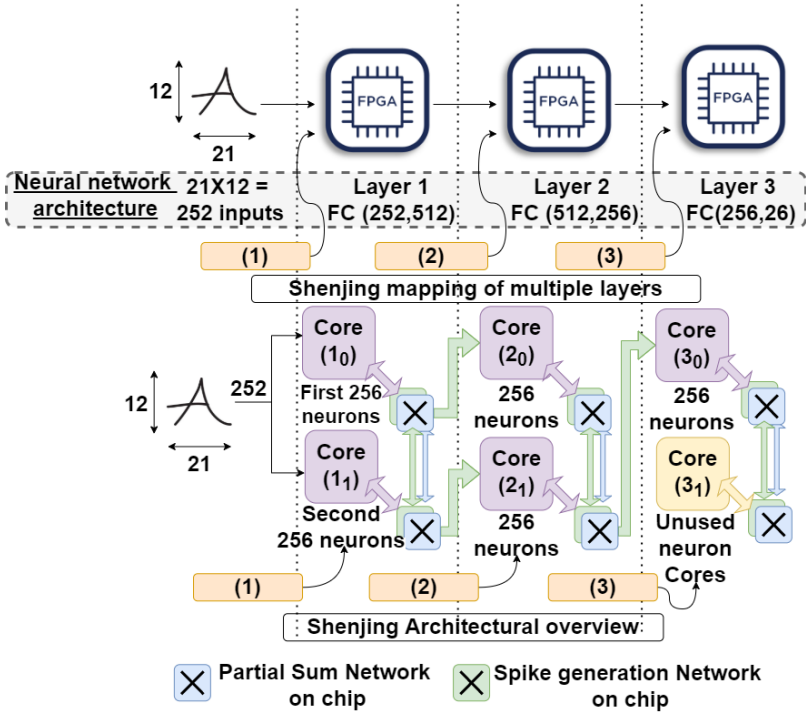 FPGA
FPGA
FPGA
12
21
Neural network
architecture
21X12 =
252 inputs
Layer 1
FC (252,512)
Layer 2
FC (512,256)
Layer 3
FC(256,26)
(1)
(2)
(3)
Shenjing mapping of multiple layers
Core
(1₀)
Core
(2₀)
Core
(3₀)
252
12
21
First 256
neurons
256
neurons
256
neurons
Core
(1₁)
Core
(2₁)
Core
(3₁)
Second
256 neurons
256
neurons
Unused
neuron
Cores
(1)
(2)
(3)
Shenjing Architectural overview
Partial Sum Network
on chip
Spike generation Network
on chip